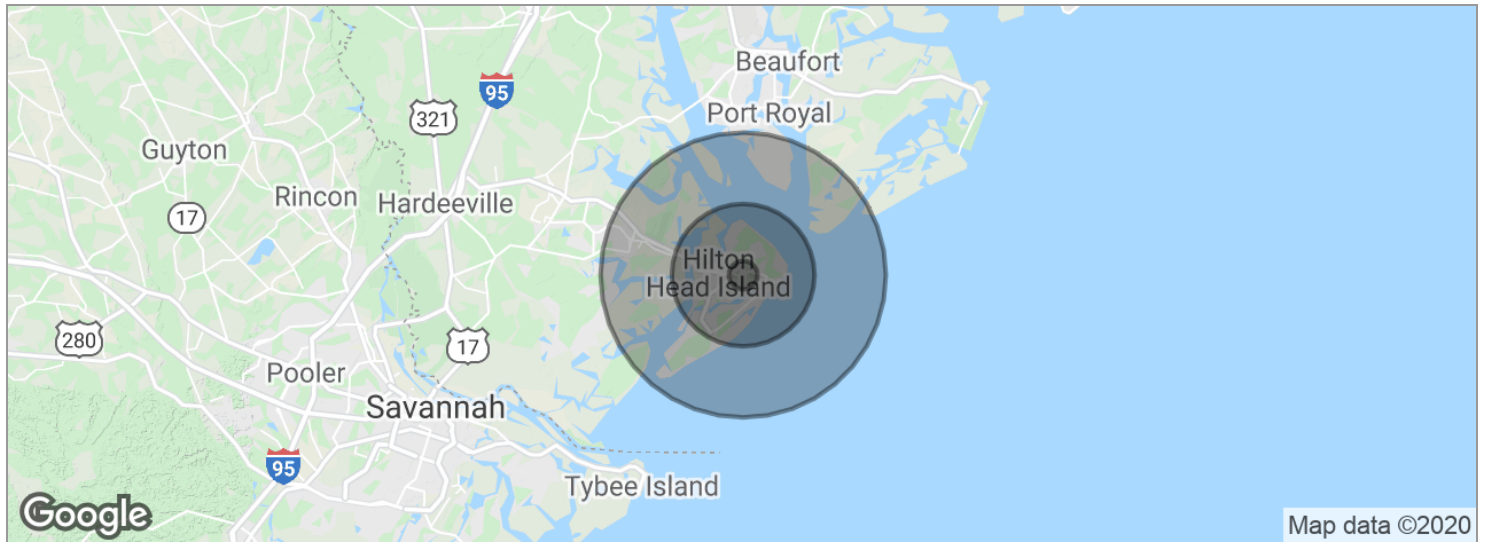 Beaufort
95
321
Port Royal
Guyton
Rincon
Hardeeville
17
Hilton
Head Island
280
17
Pooler
Savannah
95
Tybee Island
Google
Map data ©2020